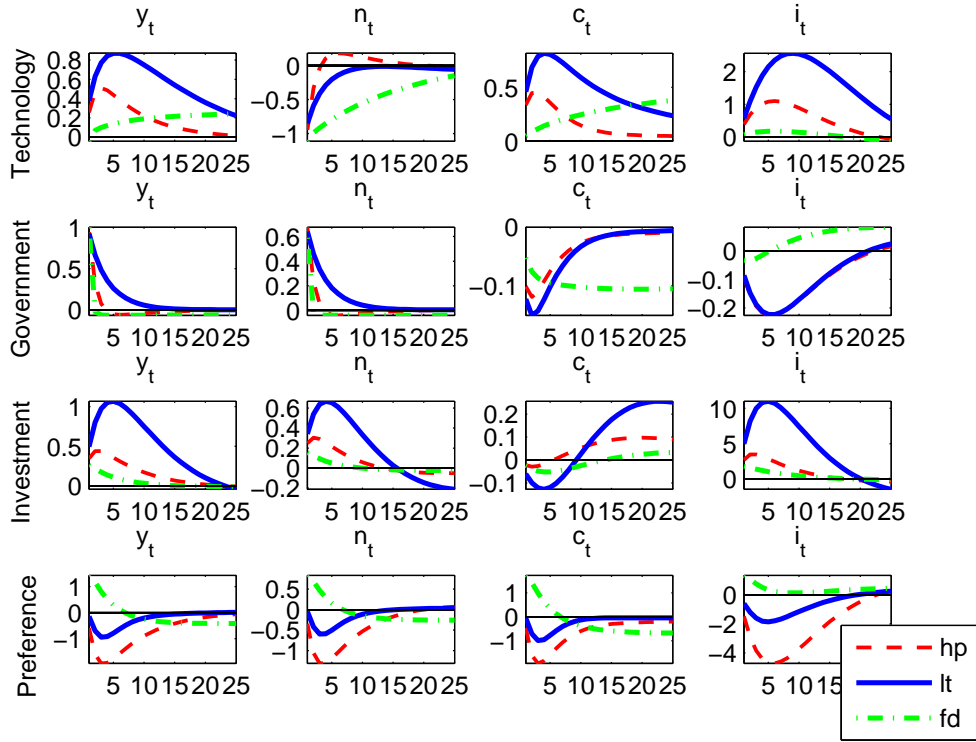 y_t n_t c_t i_t
Technology
0.8 0.6 0.4 0.2 0
0 −0.5 −1
0.5 0
2 1 0
5 10 15 20 25 5 10 15 20 25 5 10 15 20 25 5 10 15 20 25
y_t n_t c_t i_t
Government
1 0.5 0
0.6 0.4 0.2 0
0 −0.1
0 −0.1 −0.2
5 10 15 20 25 5 10 15 20 25 5 10 15 20 25 5 10 15 20 25
y_t n_t c_t i_t
Investment
1 0.5 0
0.6 0.4 0.2 0 −0.2
0.2 0.1 0 −0.1
10 5 0
5 10 15 20 25 5 10 15 20 25 5 10 15 20 25 5 10 15 20 25
y_t n_t c_t i_t
Preference
1 0 −1
0.5 0 −0.5 −1
1 0 −1
0 −2 −4
5 10 15 20 25 5 10 15 20 25 5 10 15 20 25 5 10 15
hp
lt
fd